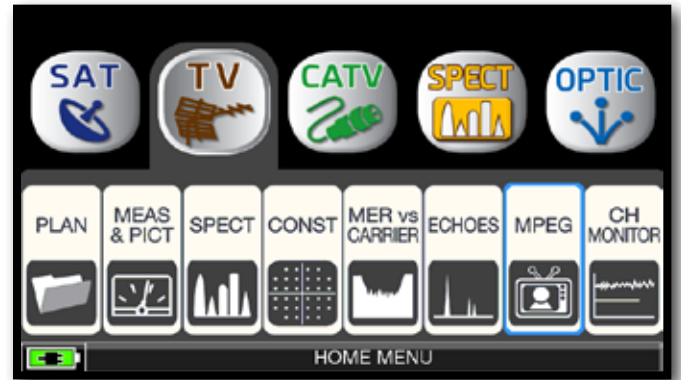 SAT
TV
CATV
SPECT
OPTIC
PLAN
MEAS
& PICT
SPECT
CONST
MER vs
CARRIER
ECHOES
MPEG
CH
MONITOR
HOME MENU